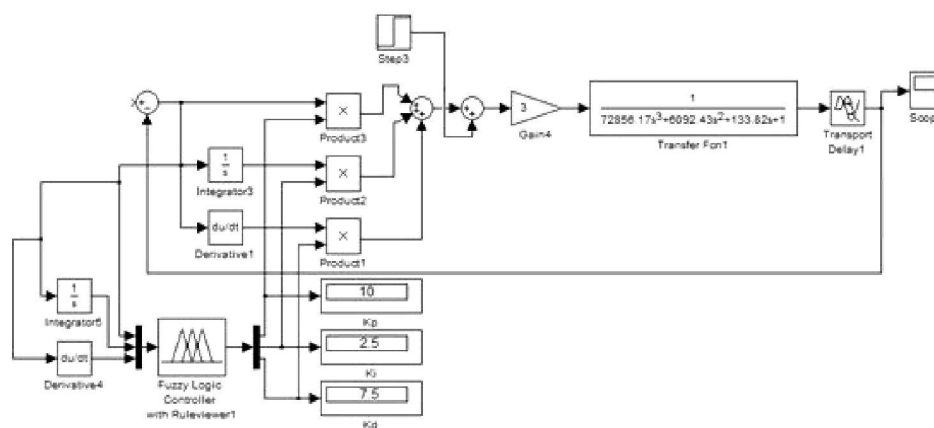 Step3
×
Product3
3
Gain4
1
72856.17s³+6092.43s²+133.82s+1
Transfer Fcn1
Transport
Delay1
Scop
1
s
Integrator3
×
Product2
du/dt
Derivative1
×
Product1
1
s
Integrator5
du/dt
Derivative4
Fuzzy Logic
Controller
with Ruleviewer1
10
Kp
2.5
Ki
7.5
Kd